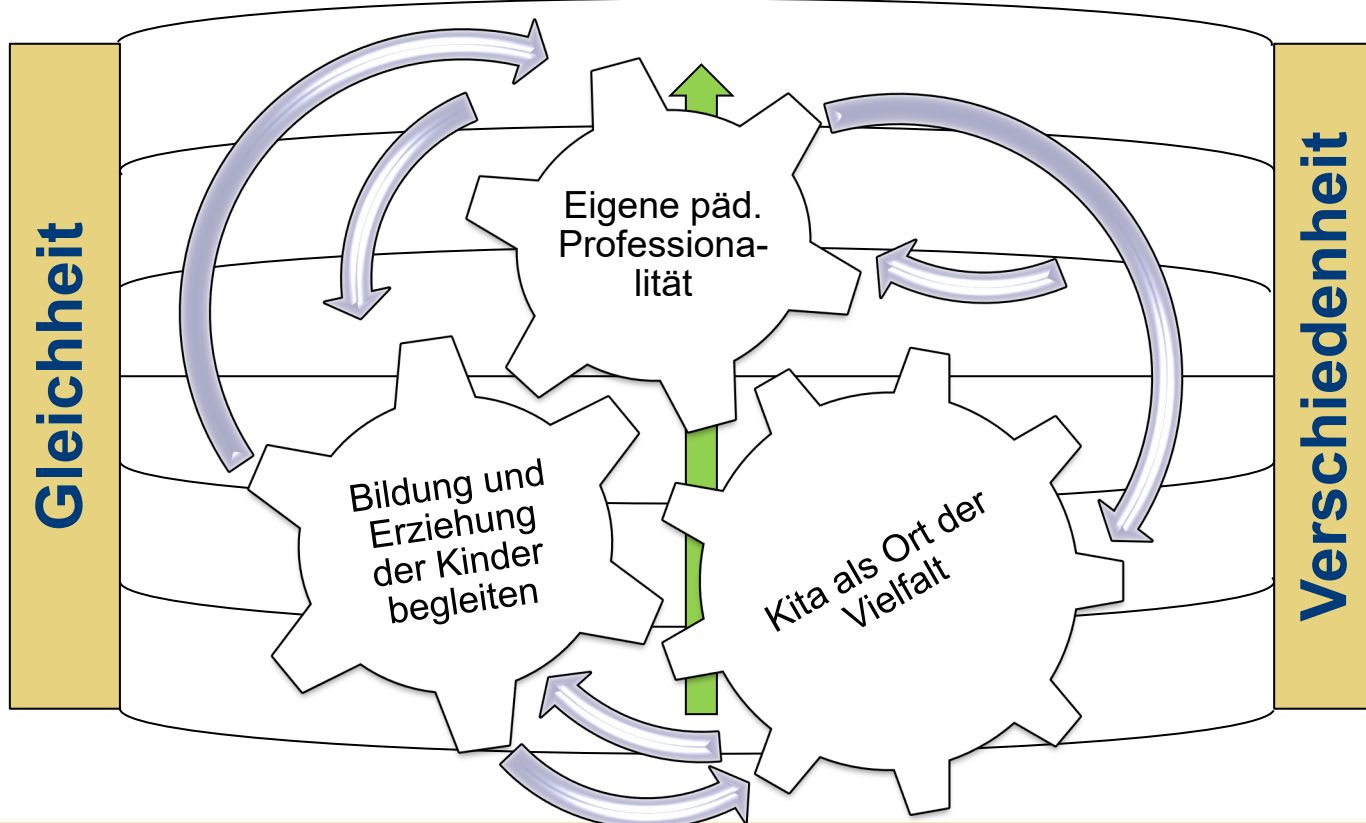 Gleichheit
Eigene päd.
Professiona-
lität
Bildung und
Erziehung
der Kinder
begleiten
Kita als Ort der
Vielfalt
Verschiedenheit